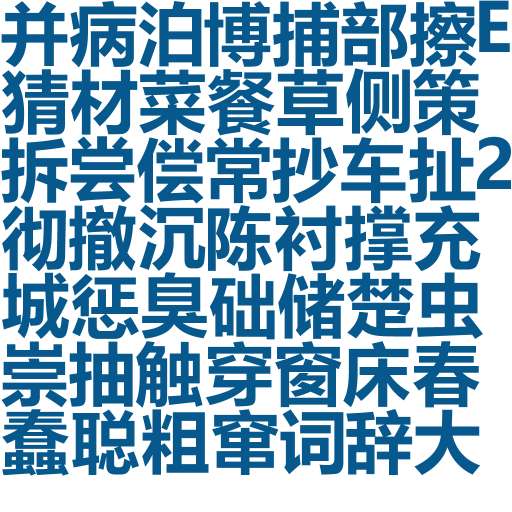 并病泊博捕部擦E
猜材菜餐草侧策
拆尝偿常抄车扯2
彻撤沉陈衬撑充
城惩臭础储楚虫
崇抽触穿窗床春
蠢聪粗窜词辞大